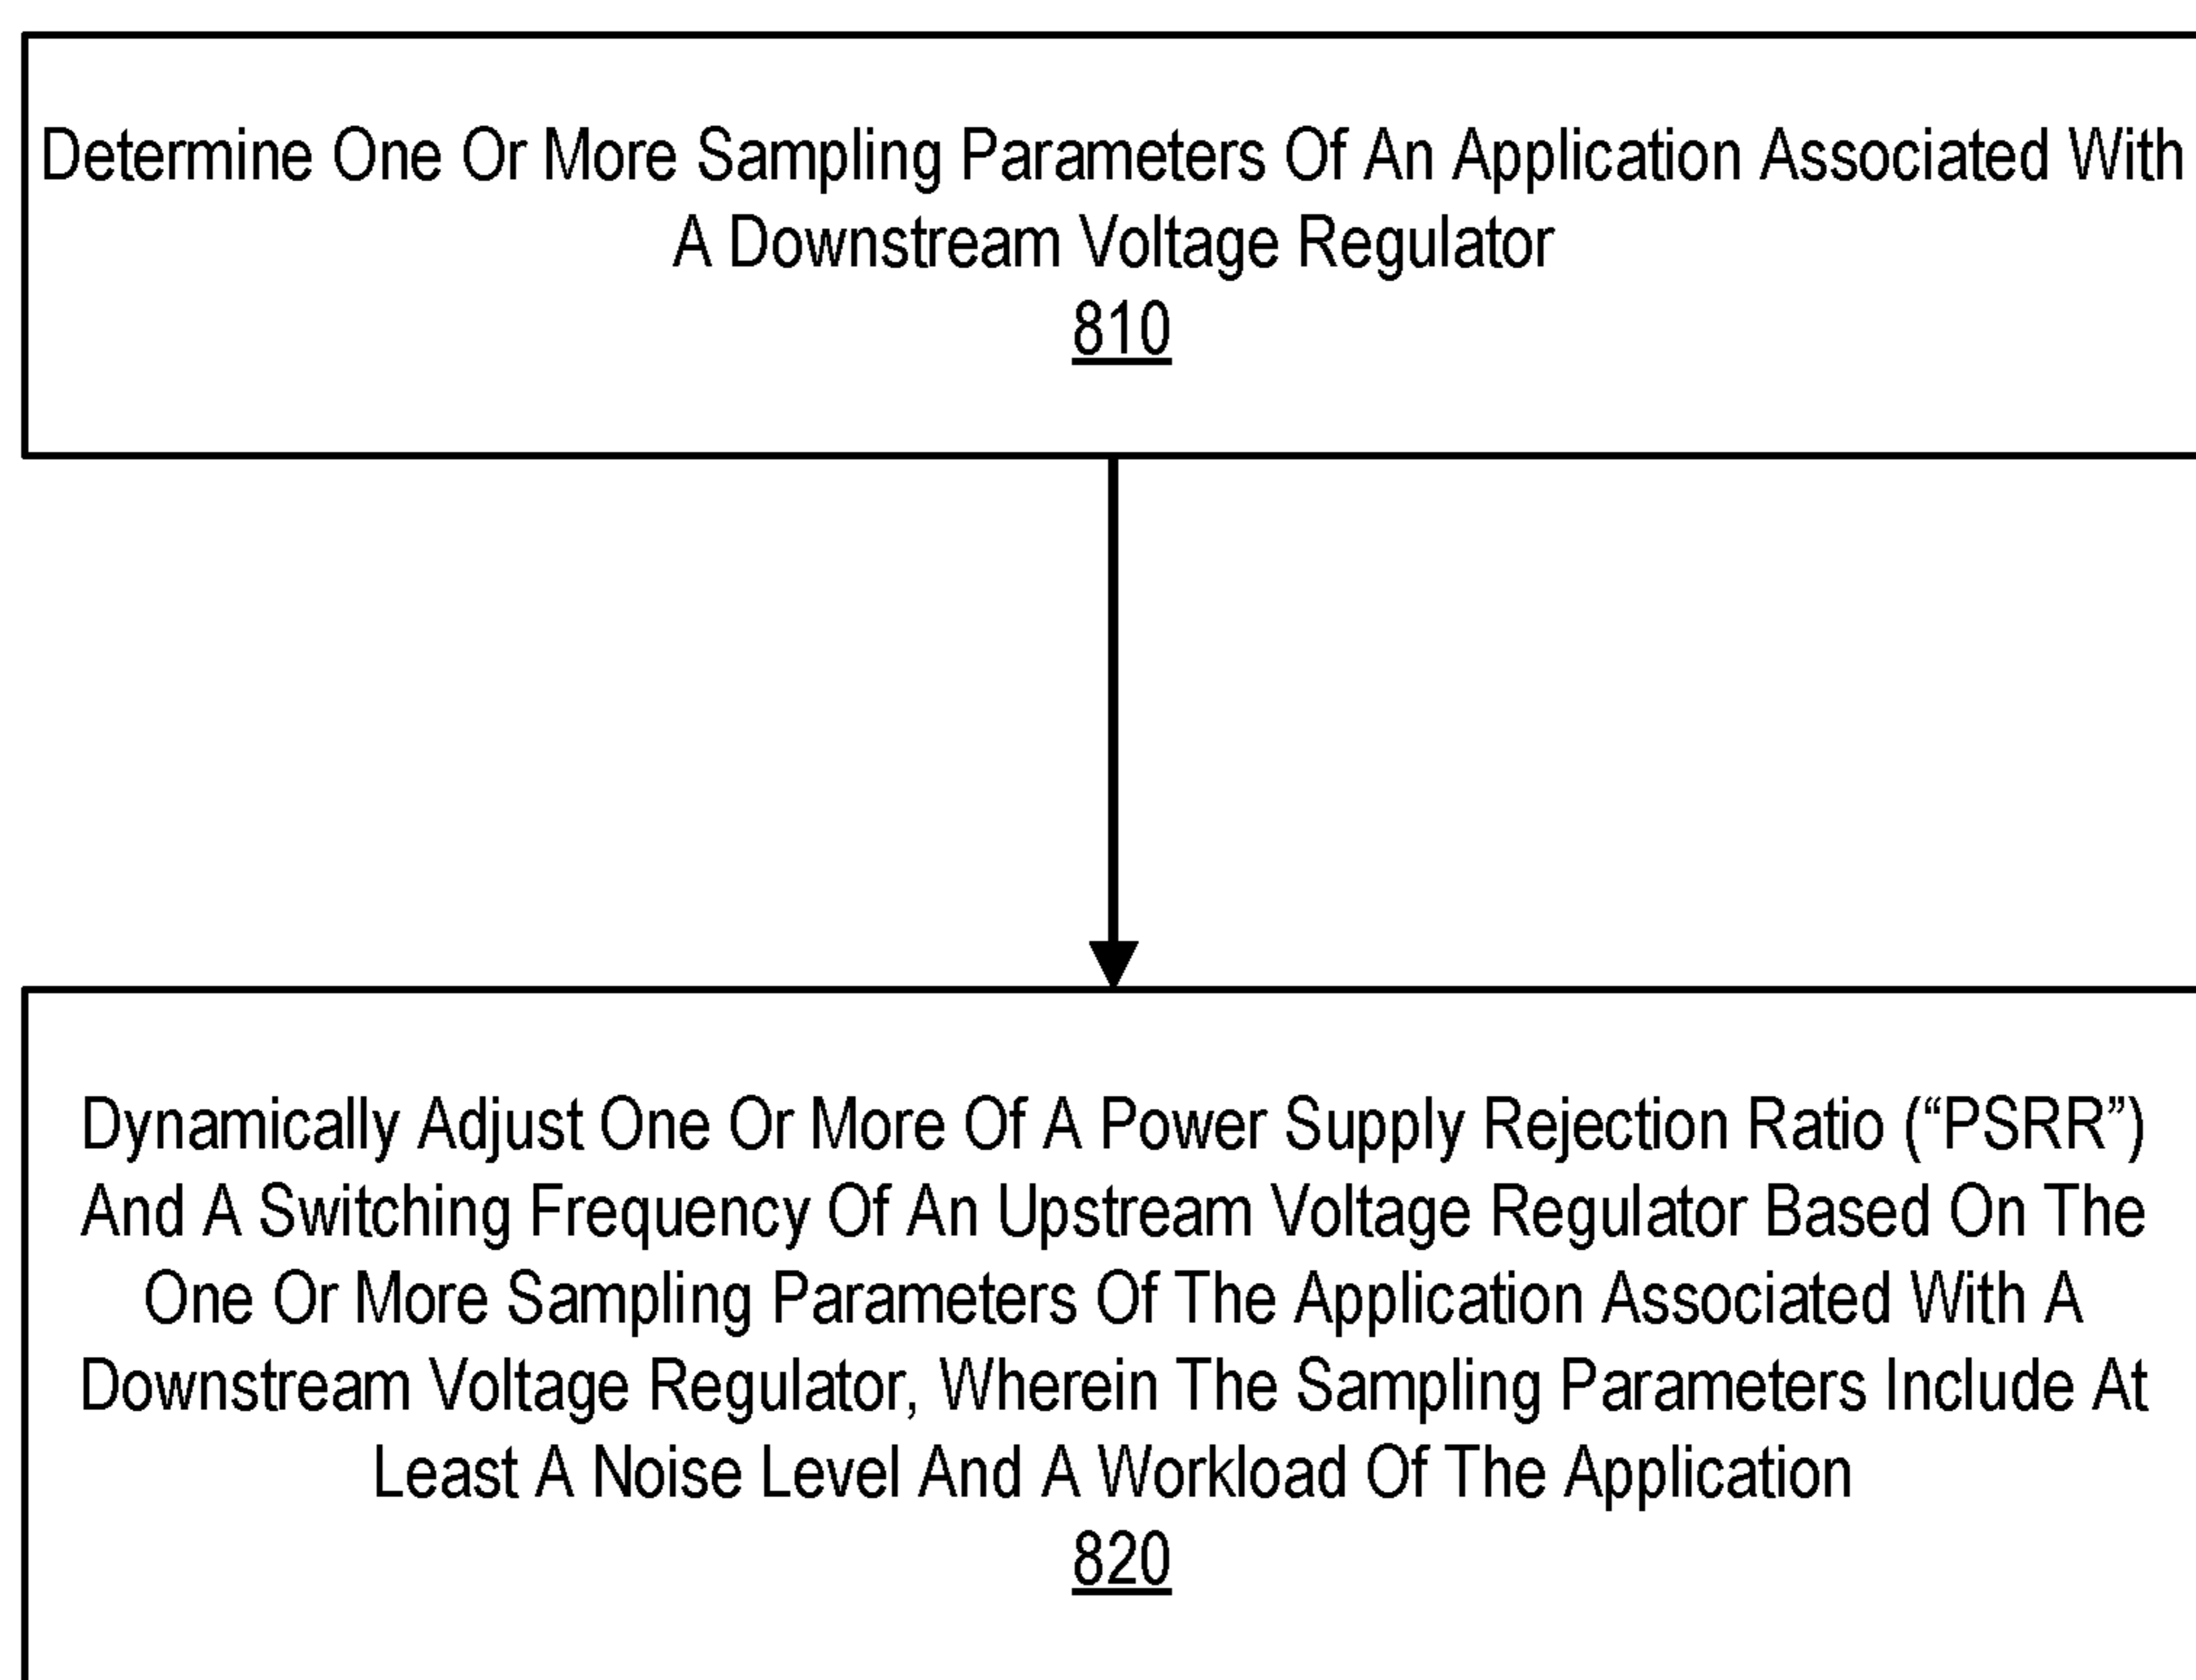 Determine One Or More Sampling Parameters Of An Application Associated With
A Downstream Voltage Regulator
810
Dynamically Adjust One Or More Of A Power Supply Rejection Ratio (“PSRR”)
And A Switching Frequency Of An Upstream Voltage Regulator Based On The
One Or More Sampling Parameters Of The Application Associated With A
Downstream Voltage Regulator, Wherein The Sampling Parameters Include At
Least A Noise Level And A Workload Of The Application
820